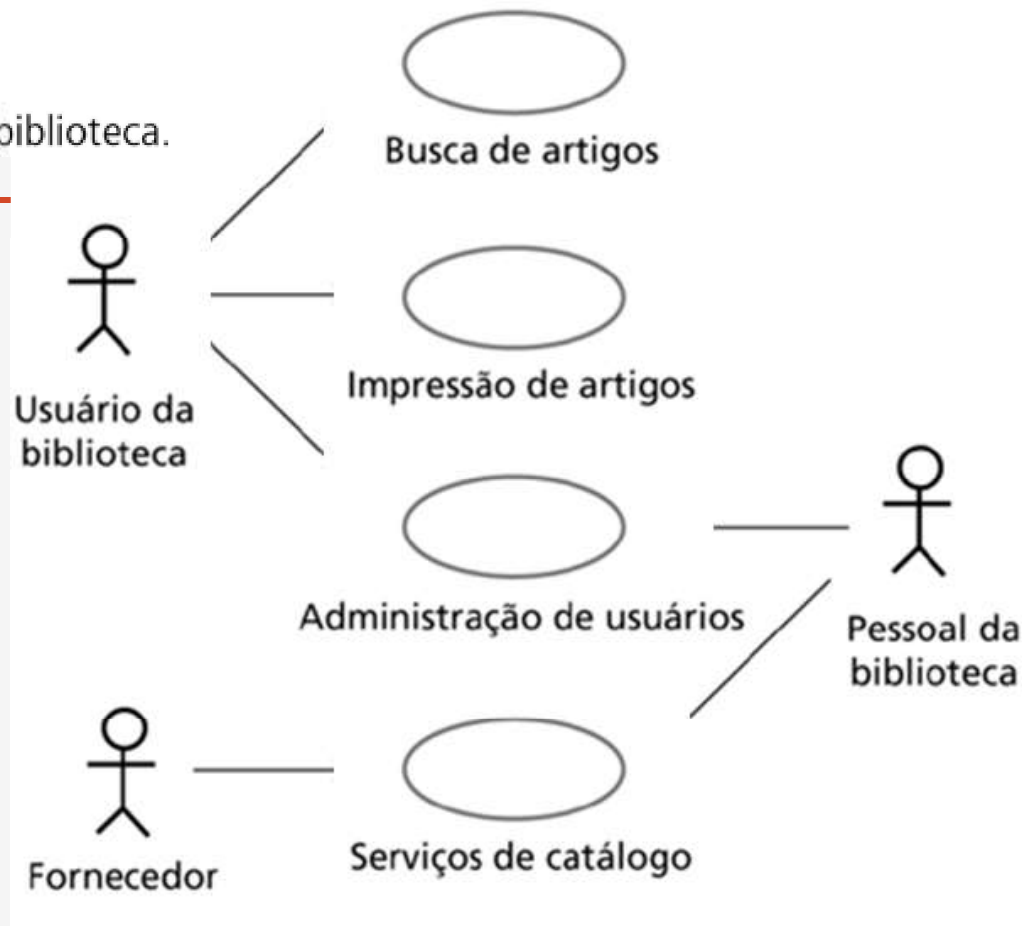 biblioteca.
Busca de artigos
Impressão de artigos
Usuário da
biblioteca
Administração de usuários
Pessoal da
biblioteca
Serviços de catálogo
Fornecedor